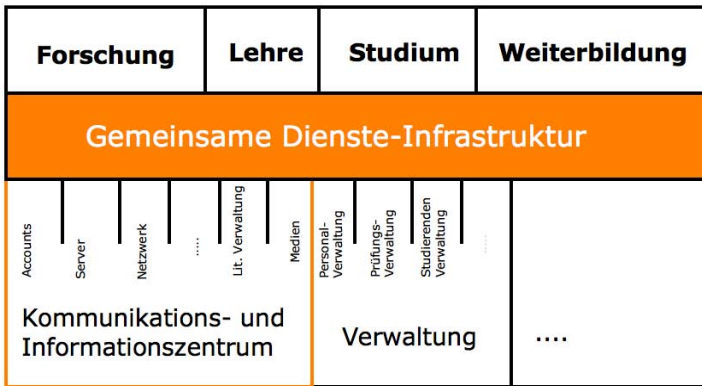 Forschung
Lehre
Studium
Weiterbildung
Gemeinsame Dienste-Infrastruktur
Accounts
Server
Netzwerk
.....
Lit. Verwaltung
Medien
Personal-
Verwaltung
Prüfungs-
Verwaltung
Studierenden
Verwaltung
.....
Kommunikations- und
Informationszentrum
Verwaltung
....